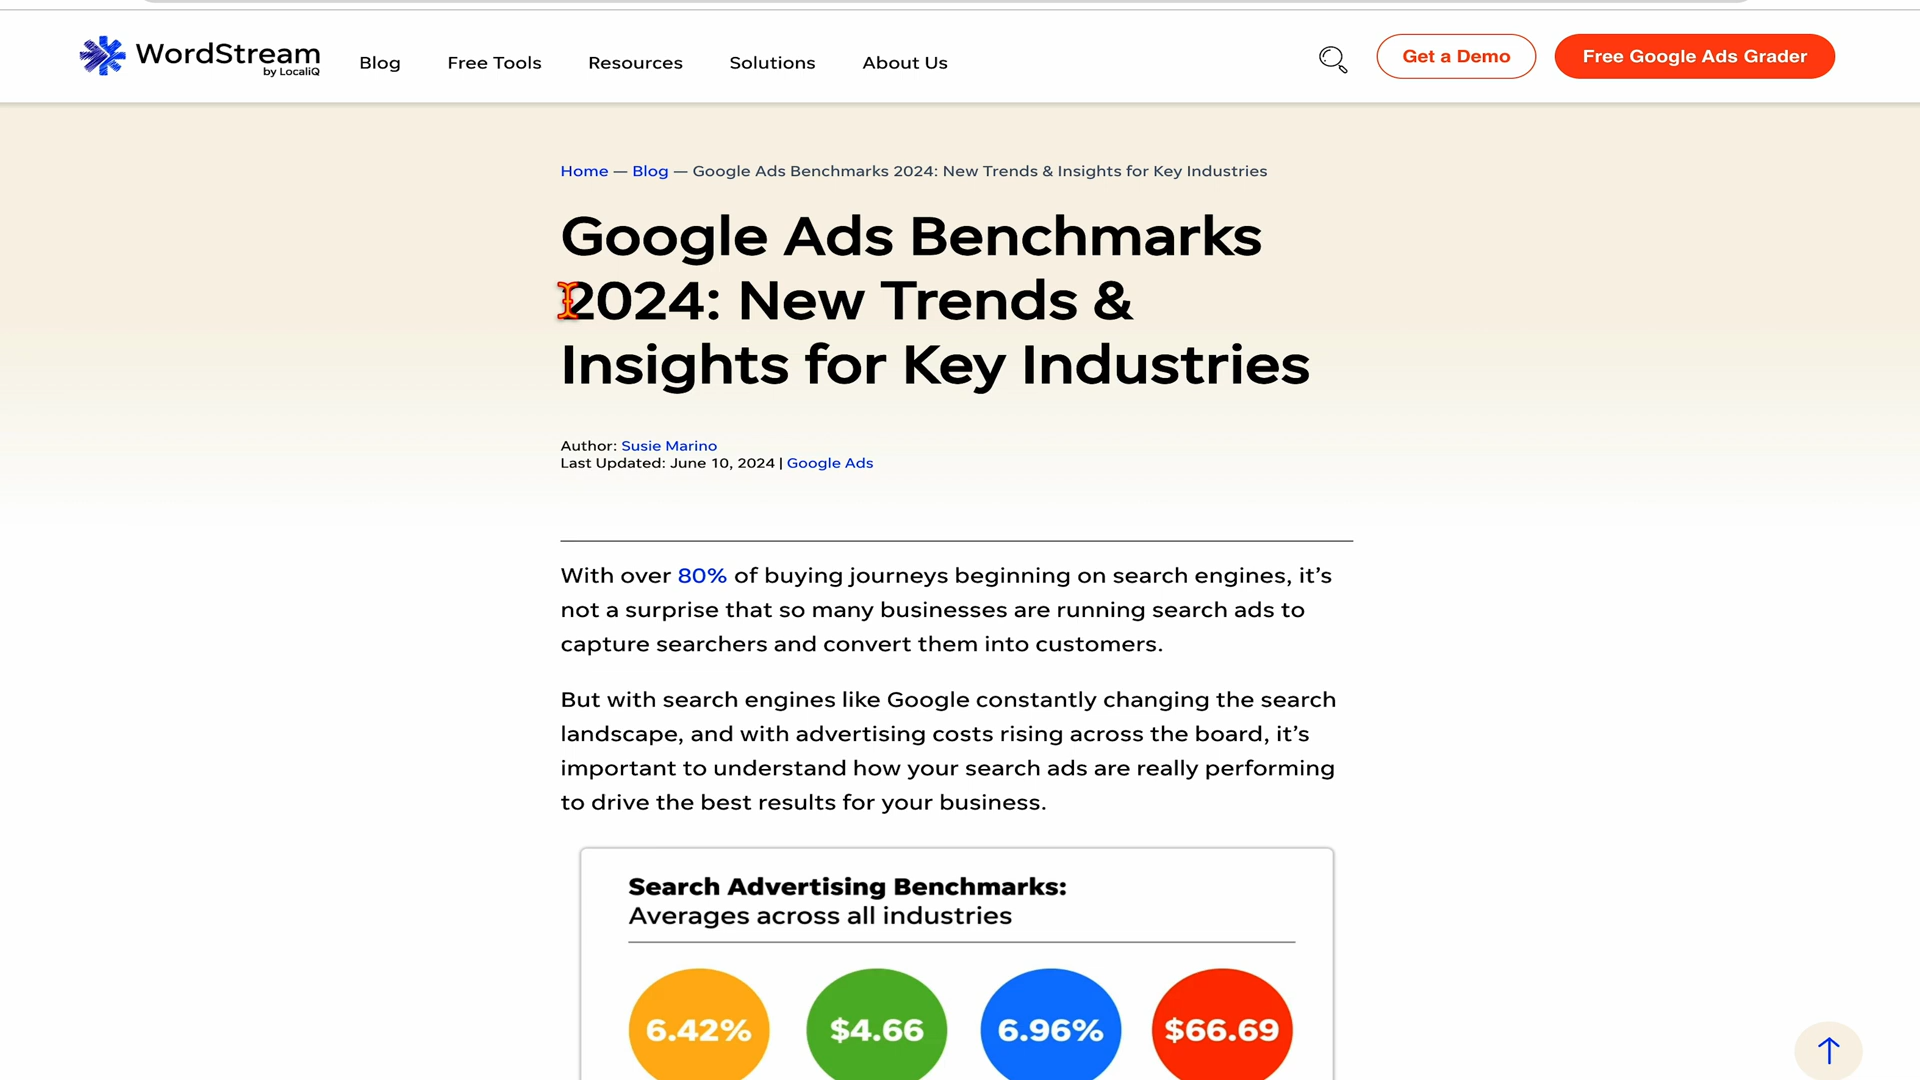 WordStream
by LocaliQ
Blog
Free Tools
Resources
Solutions
About Us
Get a Demo
Free Google Ads Grader
Home — Blog — Google Ads Benchmarks 2024: New Trends & Insights for Key Industries
Google Ads Benchmarks
2024: New Trends &
Insights for Key Industries
Author: Susie Marino
Last Updated: June 10, 2024 | Google Ads
With over 80% of buying journeys beginning on search engines, it’s
not a surprise that so many businesses are running search ads to
capture searchers and convert them into customers.
But with search engines like Google constantly changing the search
landscape, and with advertising costs rising across the board, it’s
important to understand how your search ads are really performing
to drive the best results for your business.
Search Advertising Benchmarks:
Averages across all industries
6.42%
$4.66
6.96%
$66.69